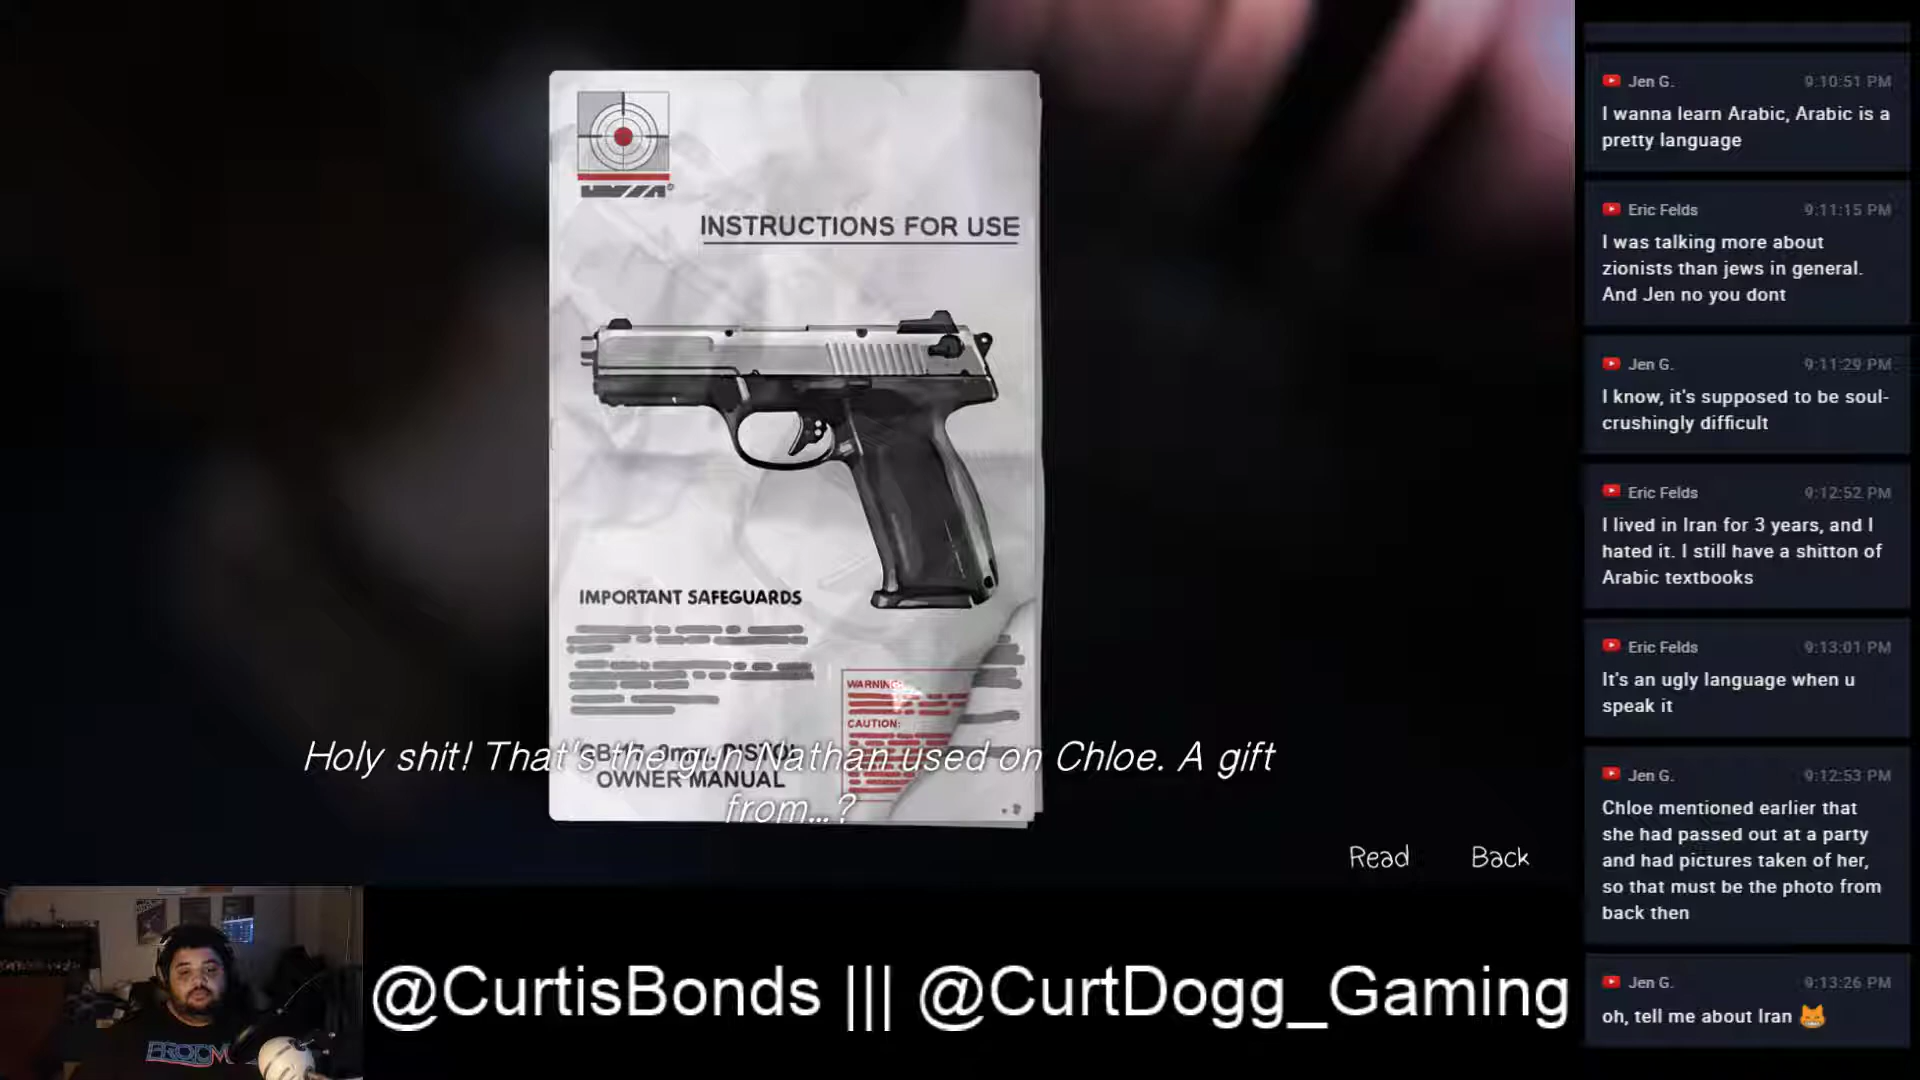 INSTRUCTIONS FOR USE
IMPORTANT SAFEGUARDS
WARNING:
CAUTION:
PISTOL
OWNER MANUAL
Holy shit! That's the gun Nathan used on Chloe. A gift
from...?
Read
Back
@CurtisBonds ||| @CurtDogg_Gaming
Jen G.
9:10:51 PM
I wanna learn Arabic, Arabic is a
pretty language
Eric Felds
9:11:15 PM
I was talking more about
zionists than jews in general.
And Jen no you dont
Jen G.
9:11:29 PM
I know, it's supposed to be soul-
crushingly difficult
Eric Felds
9:12:52 PM
I lived in Iran for 3 years, and I
hated it. I still have a shitton of
Arabic textbooks
Eric Felds
9:13:01 PM
It's an ugly language when u
speak it
Jen G.
9:12:53 PM
Chloe mentioned earlier that
she had passed out at a party
and had pictures taken of her,
so that must be the photo from
back then
Jen G.
9:13:26 PM
oh, tell me about Iran